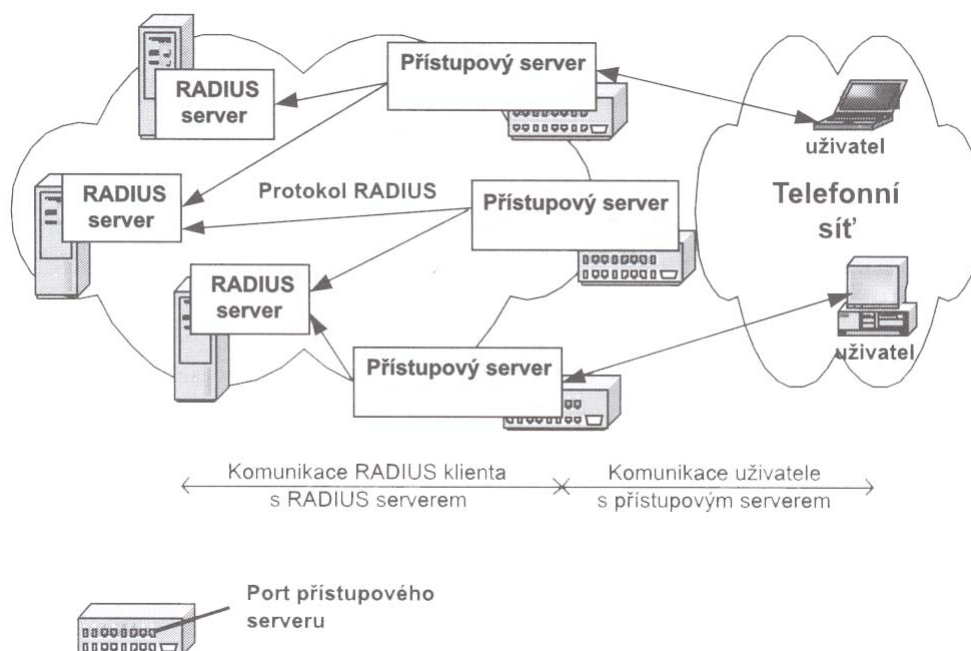 Přístupový server
RADIUS
server
uživatel
RADIUS
server
Protokol RADIUS
Přístupový server
Telefonní
síť
RADIUS
server
uživatel
Přístupový server
Komunikace RADIUS klienta
s RADIUS serverem
Komunikace uživatele
s přístupovým serverem
Port přístupového
serveru